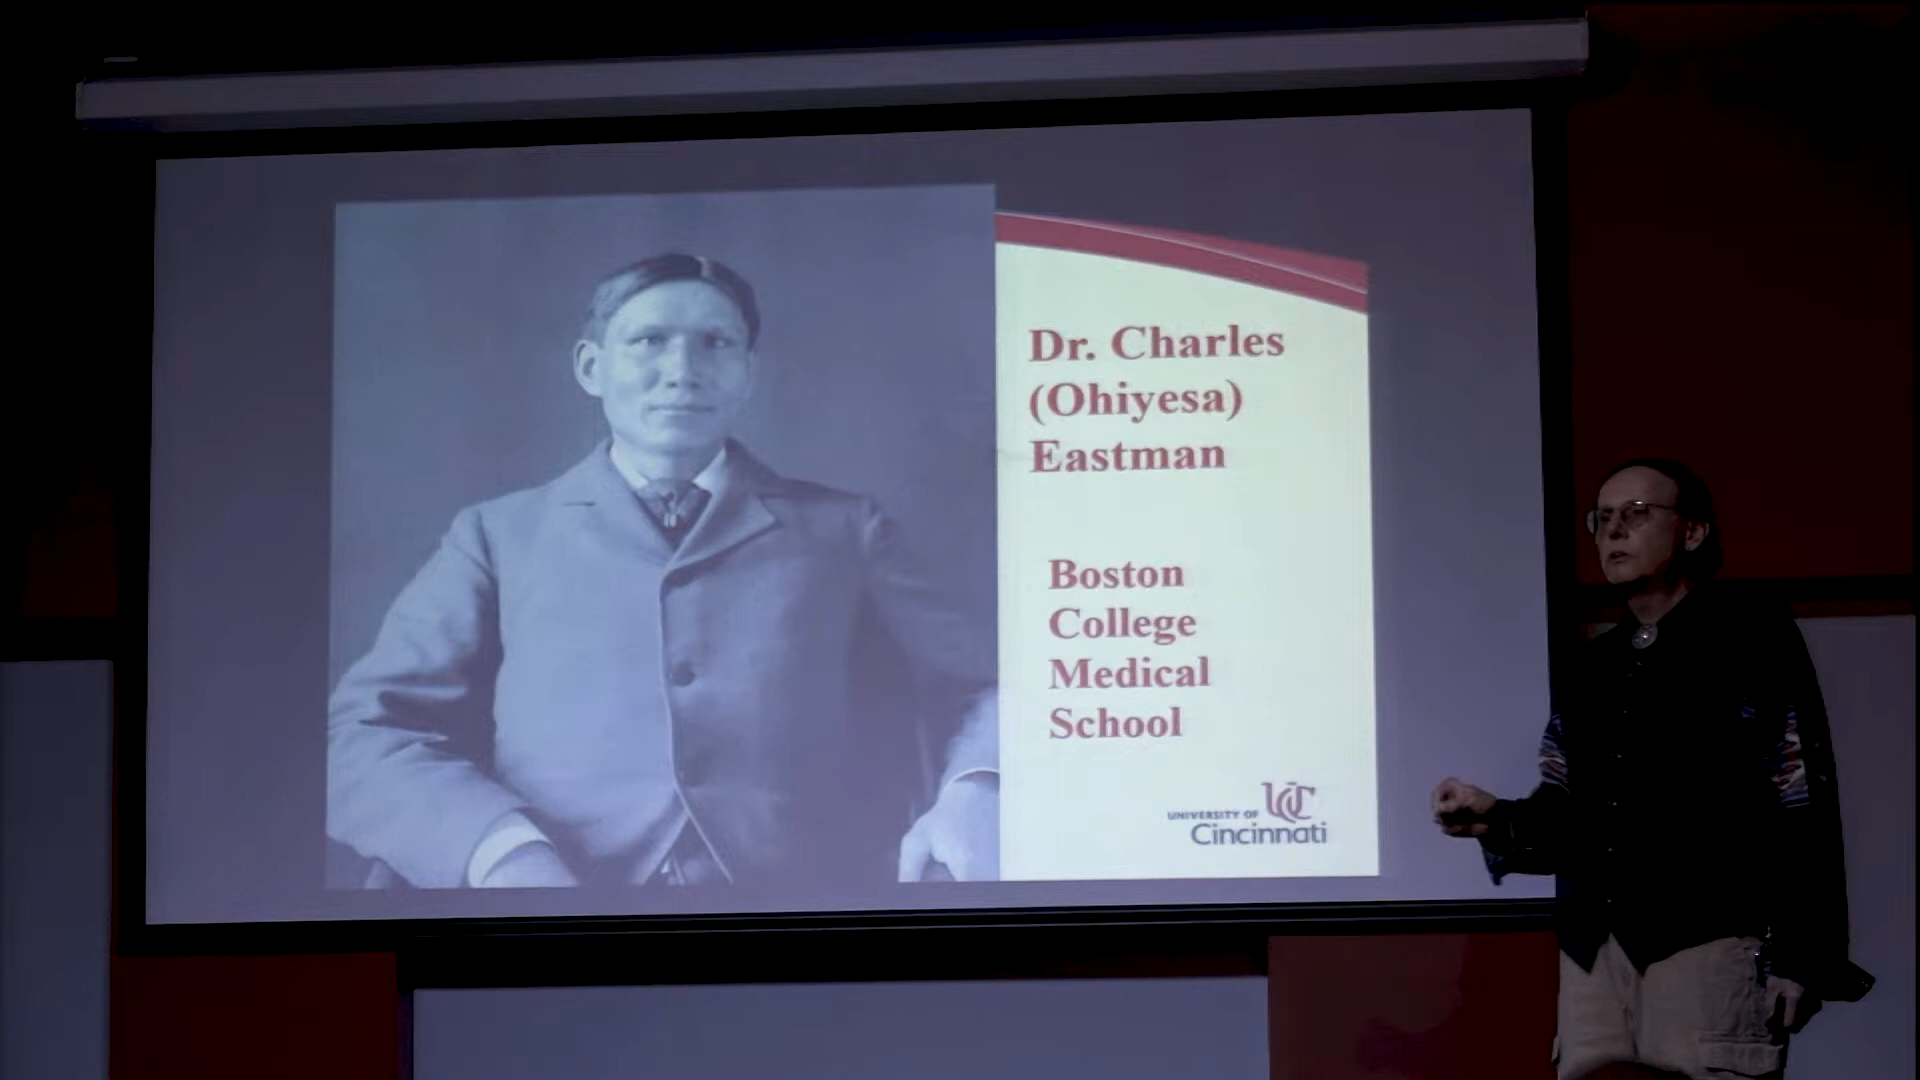 Dr. Charles
(Ohiyesa)
Eastman
Boston
College
Medical
School
UC
UNIVERSITY OF
Cincinnati